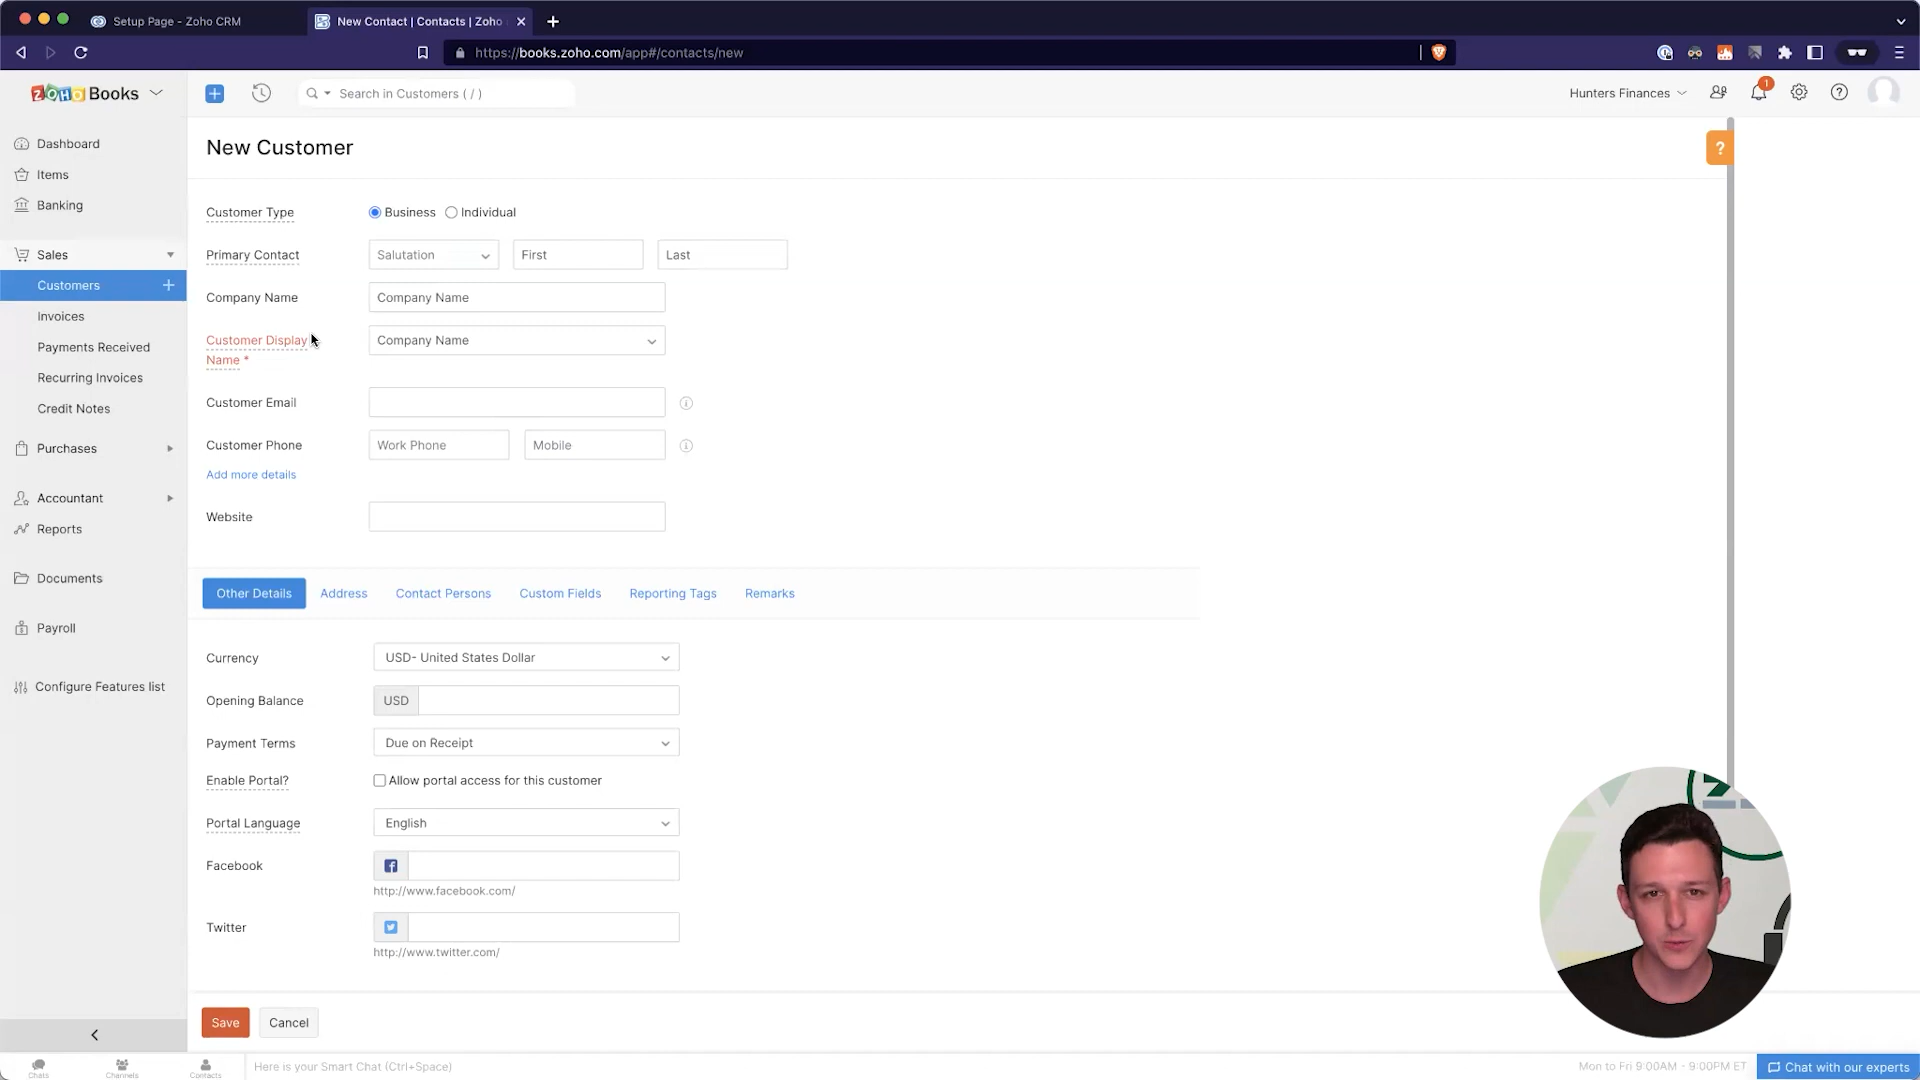 Setup Page - Zoho CRM
New Contact | Contacts | Zoho
https://books.zoho.com/app#/contacts/new
ZOHO Books
Search in Customers ( / )
Hunters Finances
1
Dashboard
Items
Banking
Sales
Customers
Invoices
Payments Received
Recurring Invoices
Credit Notes
Purchases
Accountant
Reports
Documents
Payroll
Configure Features list
New Customer
?
Customer Type
Business
Individual
Primary Contact
Salutation
First
Last
Company Name
Company Name
Customer Display
Name *
Company Name
Customer Email
Customer Phone
Work Phone
Mobile
Add more details
Website
Other Details
Address
Contact Persons
Custom Fields
Reporting Tags
Remarks
Currency
USD- United States Dollar
Opening Balance
USD
Payment Terms
Due on Receipt
Enable Portal?
Allow portal access for this customer
Portal Language
English
Facebook
http://www.facebook.com/
Twitter
http://www.twitter.com/
Save
Cancel
Chats
Channels
Contacts
Here is your Smart Chat (Ctrl+Space)
Mon to Fri 9:00AM - 9:00PM ET
Chat with our experts